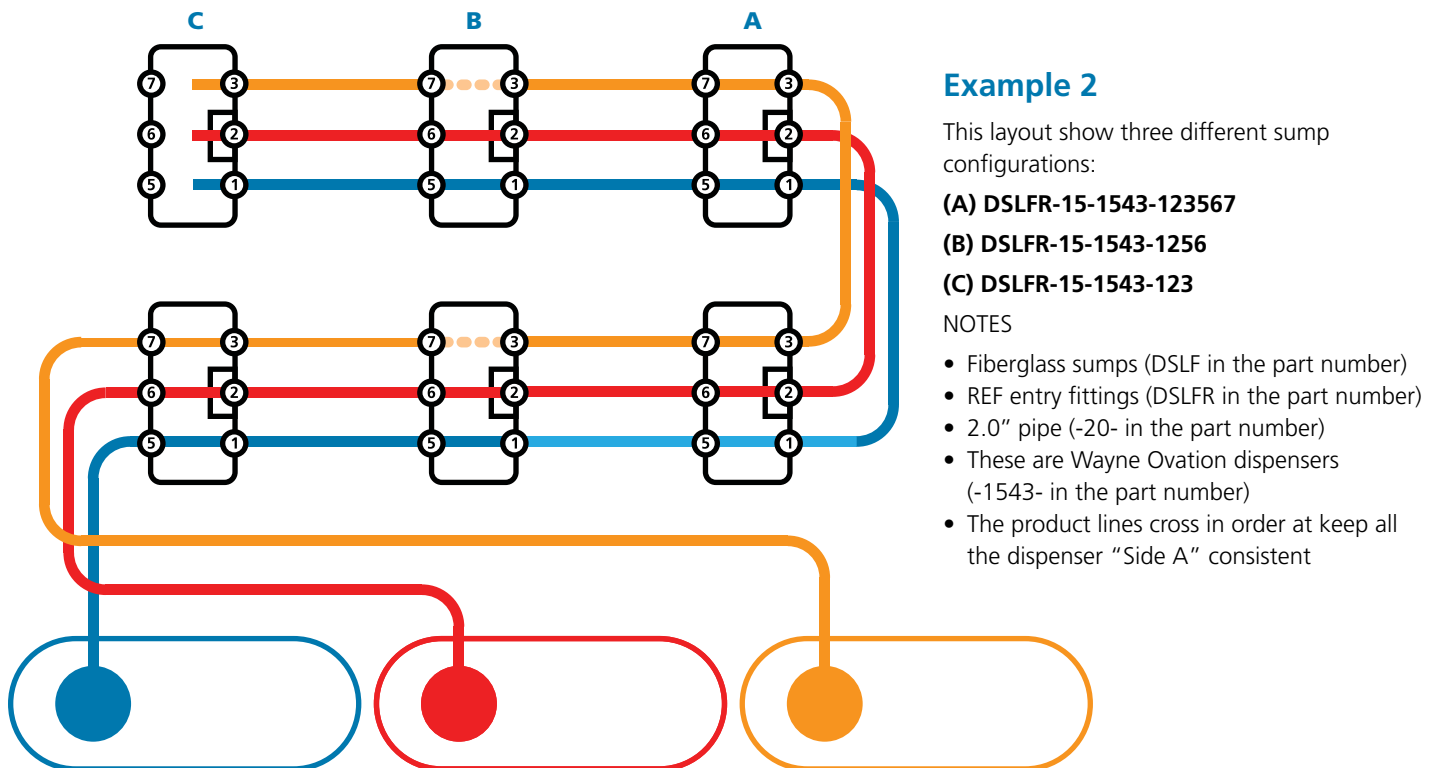 C B A
7 3 7 3 7 3
6 2 6 2 6 2
5 1 5 1 5 1
7 3 7 3 7 3
6 2 6 2 6 2
5 1 5 1 5 1
Example 2
This layout show three different sump
configurations:
(A) DSLFR-15-1543-123567
(B) DSLFR-15-1543-1256
(C) DSLFR-15-1543-123
NOTES
• Fiberglass sumps (DSLF in the part number)
• REF entry fittings (DSLFR in the part number)
• 2.0” pipe (-20- in the part number)
• These are Wayne Ovation dispensers
(-1543- in the part number)
• The product lines cross in order at keep all
the dispenser “Side A” consistent